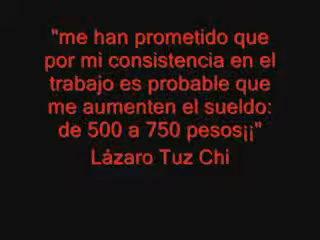 "me han prometido que
por mi consistencia en el
trabajo es probable que
me aumenten el sueldo:
de 500 a 750 pesos¡¡"
Lázaro Tuz Chi